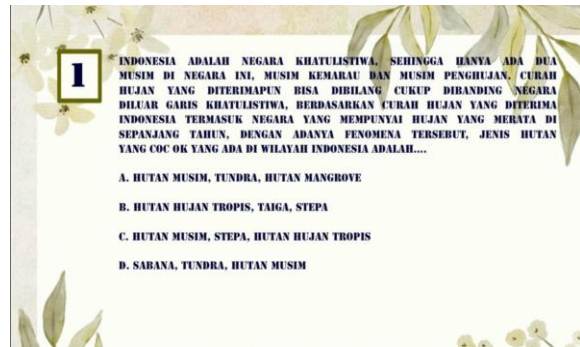 1
INDONESIA ADALAH NEGARA KHATULISTIWA, SEHINGGA HANYA ADA DUA
MUSIM DI NEGARA INI, MUSIM KEMARAU DAN MUSIM PENGHUJAN, CURAH
HUJAN YANG DITERIMAPUN BISA DIBILANG CUKUP DIBANDING NEGARA
DILUAR GARIS KHATULISTIWA, BERDASARKAN CURAH HUJAN YANG DITERIMA
INDONESIA TERMASUK NEGARA YANG MEMPUNYAI HUJAN YANG MERATA DI
SEPANJANG TAHUN, DENGAN ADANYA FENOMENA TERSEBUT, JENIS HUTAN
YANG COC OK YANG ADA DI WILAYAH INDONESIA ADALAH....
A. HUTAN MUSIM, TUNDRA, HUTAN MANGROVE
B. HUTAN HUJAN TROPIS, TAIGA, STEPA
C. HUTAN MUSIM, STEPA, HUTAN HUJAN TROPIS
D. SABANA, TUNDRA, HUTAN MUSIM